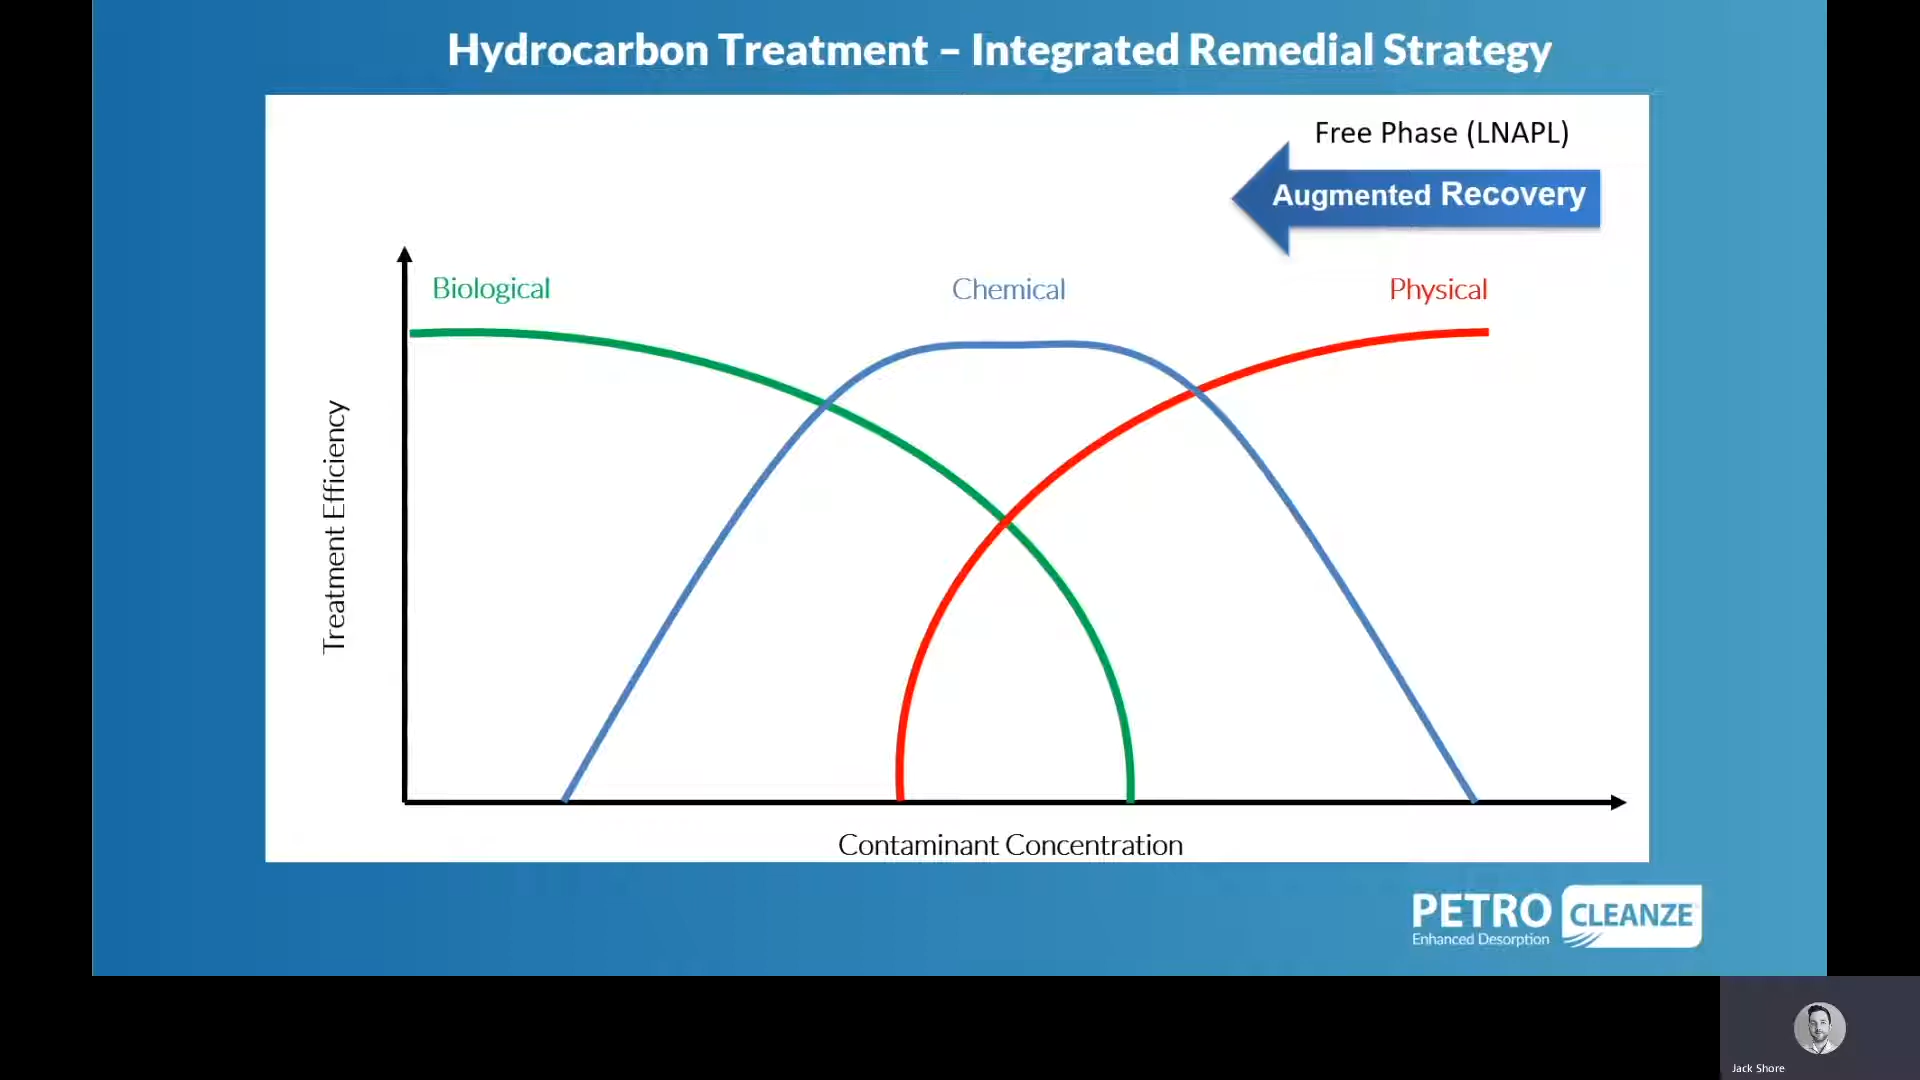 Hydrocarbon Treatment – Integrated Remedial Strategy
Free Phase (LNAPL)
Augmented Recovery
Biological
Chemical
Physical
Treatment Efficiency
Contaminant Concentration
PETRO CLEANZE
Enhanced Desorption
Jack Shore